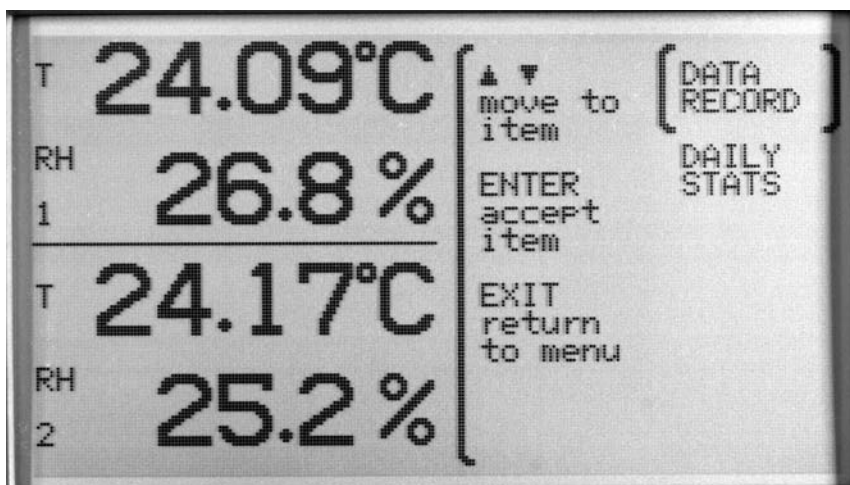 T 24.09°C
RH 26.8 %
1
T 24.17°C
RH 25.2 %
2
▲ ▼
move to
item
ENTER
accept
item
EXIT
return
to menu
DATA
RECORD
DAILY
STATS